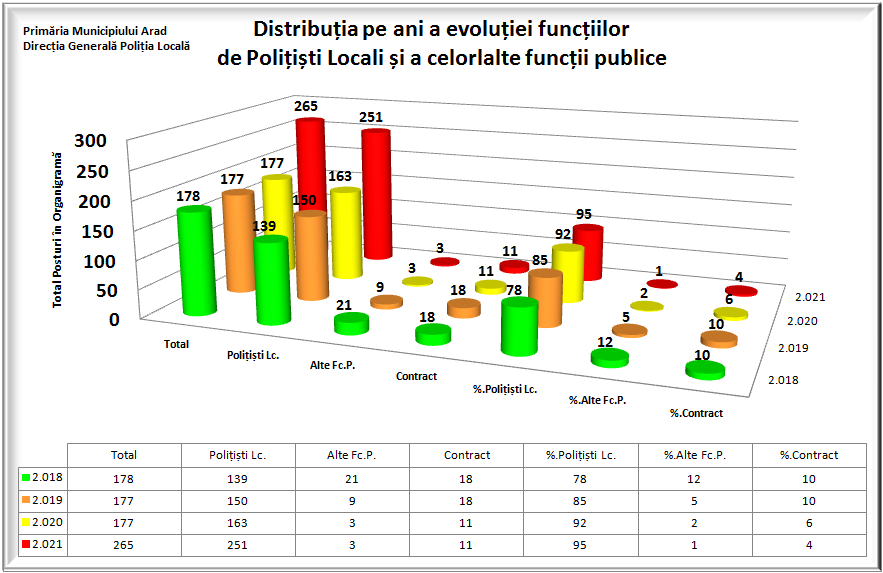 Primăria Municipiului Arad
Direcția Generală Poliția Locală
Distribuția pe ani a evoluției funcțiilor
de Polițiști Locali și a celorlalte funcții publice
Total Posturi în Organigramă
300
250
200
150
100
50
0
265
251
177
163
95
177
150
3
11
92
1
4
178
139
3
11
85
2
6
9
18
78
5
10
21
18
12
10
2.021
2.020
2.019
2.018
Total
Polițiști Lc.
Alte Fc.P.
Contract
%.Polițiști Lc.
%.Alte Fc.P.
%.Contract
Total Polițiști Lc. Alte Fc.P. Contract %.Polițiști Lc. %.Alte Fc.P. %.Contract
2.018 178 139 21 18 78 12 10
2.019 177 150 9 18 85 5 10
2.020 177 163 3 11 92 2 6
2.021 265 251 3 11 95 1 4